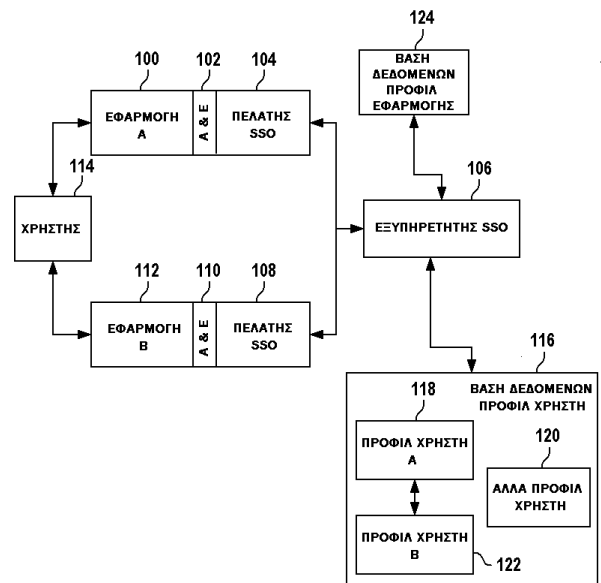 124
100
102
104
ΒΑΣΗ
ΔΕΔΟΜΕΝΩΝ
ΠΡΟΦΙΛ
ΕΦΑΡΜΟΓΗΣ
ΕΦΑΡΜΟΓΗ
Α
Α & Ε
ΠΕΛΑΤΗΣ
SSO
114
106
ΧΡΗΣΤΗΣ
ΕΞΥΠΗΡΕΤΗΤΗΣ SSO
112
110
108
ΕΦΑΡΜΟΓΗ
Β
Α & Ε
ΠΕΛΑΤΗΣ
SSO
116
118
ΒΑΣΗ ΔΕΔΟΜΕΝΩΝ
ΠΡΟΦΙΛ ΧΡΗΣΤΗ
ΠΡΟΦΙΛ ΧΡΗΣΤΗ
Α
120
ΑΛΛΑ ΠΡΟΦΙΛ
ΧΡΗΣΤΗ
ΠΡΟΦΙΛ ΧΡΗΣΤΗ
Β
122